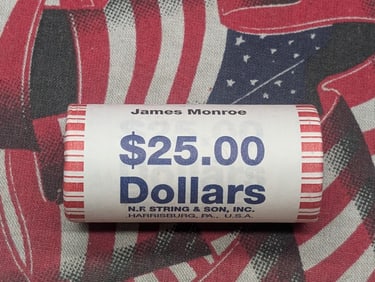 James Monroe
$25.00
Dollars
N.F. STRING & SON, INC.
HARRISBURG, PA., U.S.A.